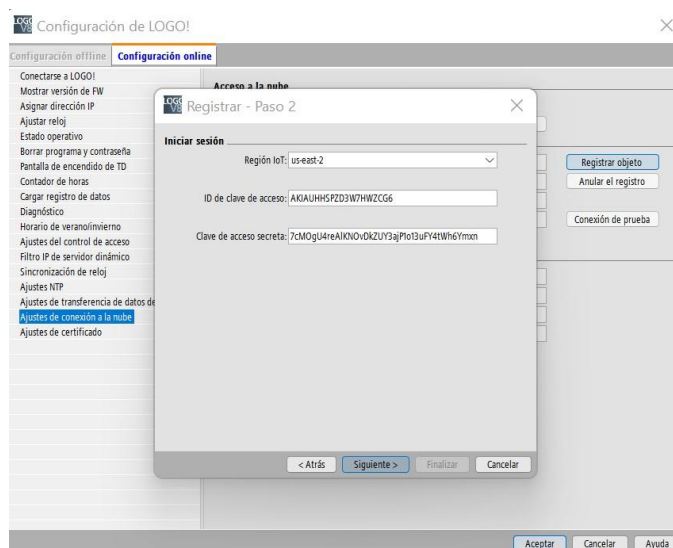 Configuración de LOGO!
Configuración offline Configuración online
Conectarse a LOGO!
Mostrar versión de FW
Asignar dirección IP
Ajustar reloj
Estado operativo
Borrar programa y contraseña
Pantalla de encendido de TD
Contador de horas
Cargar registro de datos
Diagnóstico
Horario de verano/invierno
Ajustes del control de acceso
Filtro IP de servidor dinámico
Sincronización de reloj
Ajustes NTP
Ajustes de transferencia de datos de
Ajustes de conexión a la nube
Ajustes de certificado
Acceso a la nube
Registrar - Paso 2
Iniciar sesión
Región IoT: us-east-2
ID de clave de acceso: AKIAUHHSPZD3W7HWZCG6
Clave de acceso secreta:
< Atrás Siguiente > Finalizar Cancelar
Registrar objeto
Anular el registro
Conexión de prueba
Aceptar Cancelar Ayuda